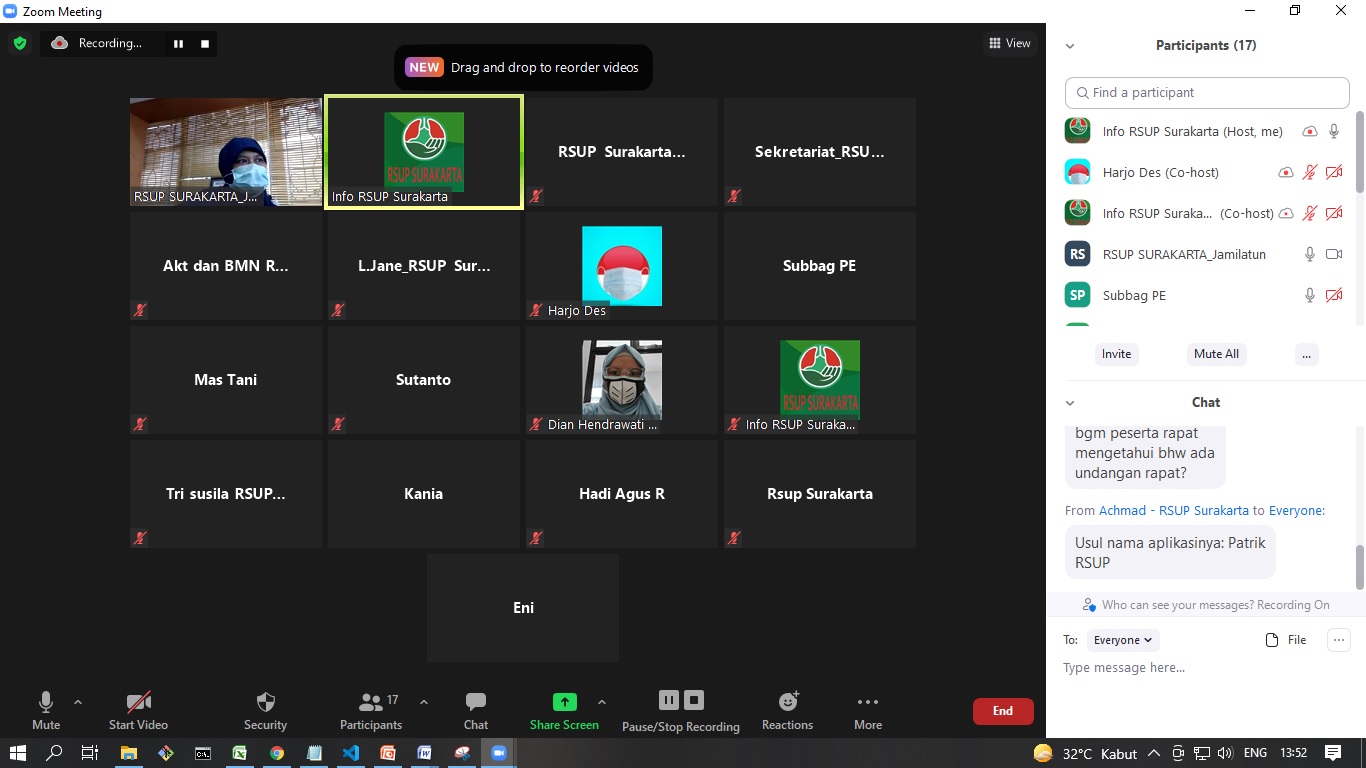 Zoom Meeting
Recording...
NEW Drag and drop to reorder videos
View
RSUP SURAKARTA_J...
RSUP SURAKARTA
Info RSUP Surakarta
RSUP Surakarta...
Sekretariat_RSU...
Akt dan BMN R...
L.Jane_RSUP Sur...
Harjo Des
Subbag PE
Mas Tani
Sutanto
Dian Hendrawati ...
RSUP SURAKARTA
Info RSUP Suraka...
Tri susila RSUP...
Kania
Hadi Agus R
Rsup Surakarta
Eni
Mute
Start Video
Security
17
Participants
Chat
Share Screen
Pause/Stop Recording
Reactions
More
End
Participants (17)
Find a participant
Info RSUP Surakarta (Host, me)
Harjo Des (Co-host)
Info RSUP Suraka... (Co-host)
RS RSUP SURAKARTA_Jamilatun
SP Subbag PE
Invite
Mute All
...
Chat
bgm peserta rapat
mengetahui bhw ada
undangan rapat?
From Achmad - RSUP Surakarta to Everyone:
Usul nama aplikasinya: Patrik
RSUP
Who can see your messages? Recording On
To: Everyone
File
...
Type message here...
32°C Kabut
ENG
13:52